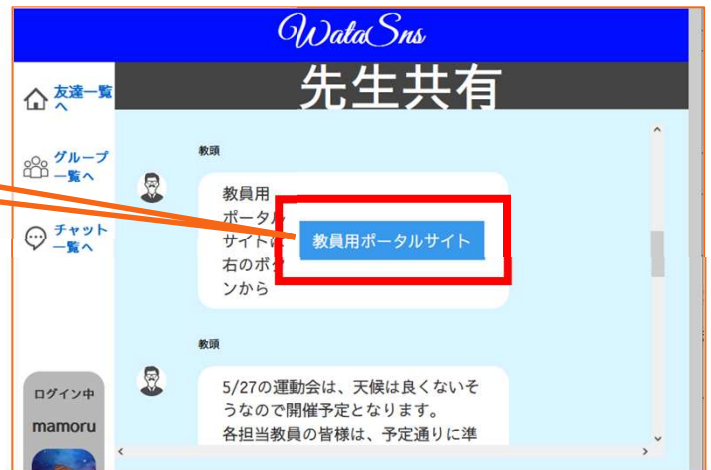 WataSns
先生共有
友達一覧
へ
グループ
一覧へ
チャット
一覧へ
ログイン中
mamoru
教頭
教員用
ポータル
サイトは
右のボタ
ンから
教員用ポータルサイト
教頭
5/27の運動会は、天候は良くないそ
うなので開催予定となります。
各担当教員の皆様は、予定通りに準